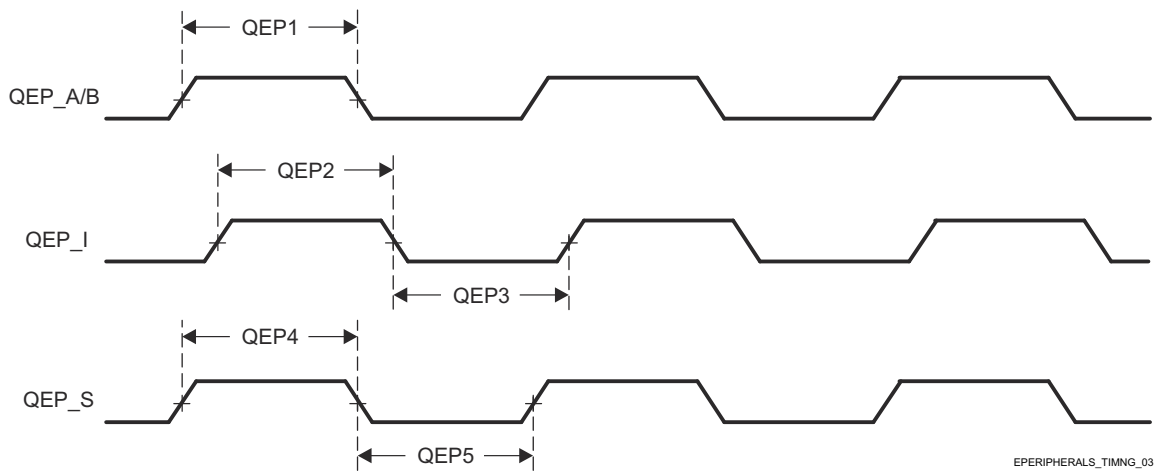 QEP1
QEP_A/B
QEP2
QEP_I
QEP3
QEP4
QEP_S
QEP5
EPERIPHERALS_TIMNG_03